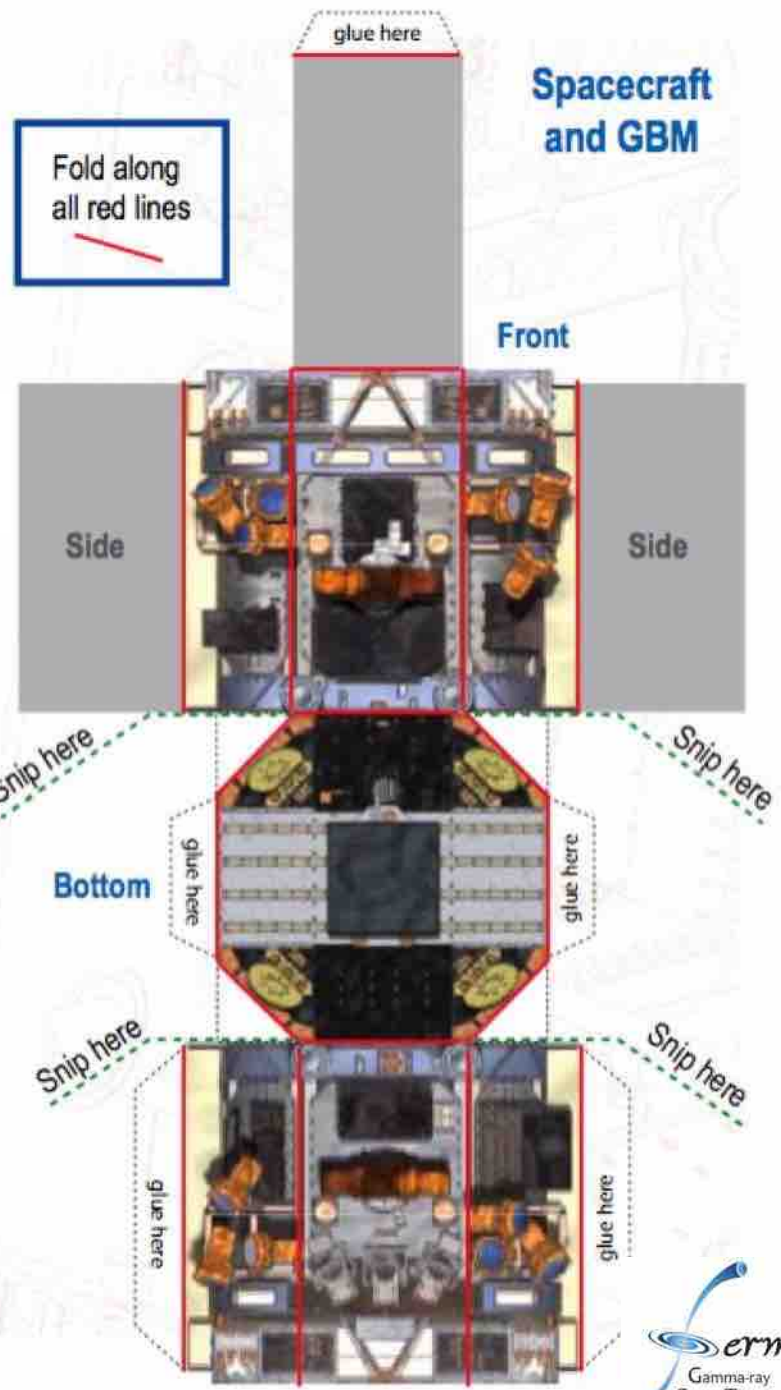 glue here
Spacecraft
and GBM
Fold along
all red lines
Front
Side
Side
Snip here
Snip here
glue here
Bottom
glue here
Snip here
Snip here
glue here
glue here
Gamma-ray